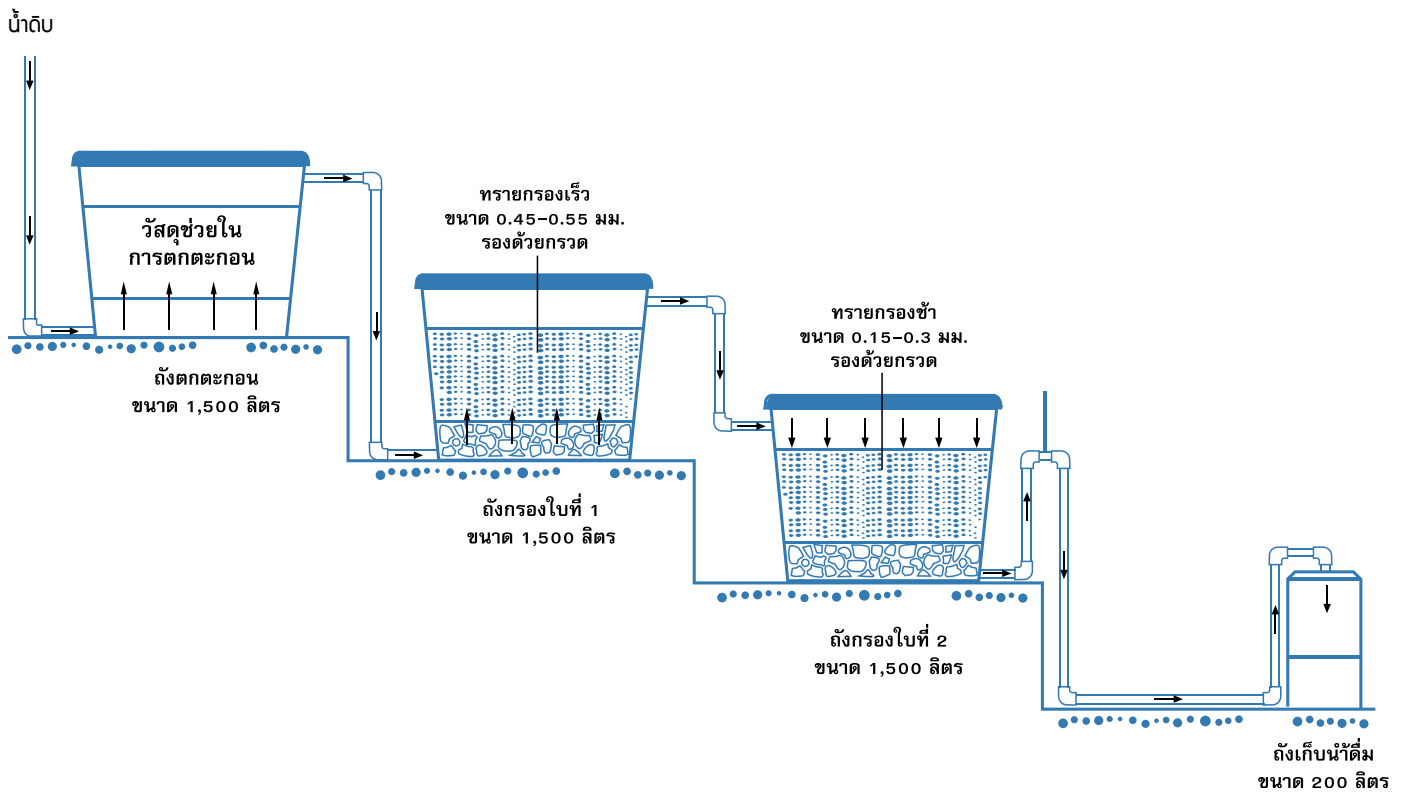 น้ำดิบ
วัสดุช่วยใน
การตกตะกอน
ถังตกตะกอน
ขนาด 1,500 ลิตร
ทรายกรองเร็ว
ขนาด 0.45–0.55 มม.
รองด้วยกรวด
ถังกรองใบที่ 1
ขนาด 1,500 ลิตร
ทรายกรองช้า
ขนาด 0.15–0.3 มม.
รองด้วยกรวด
ถังกรองใบที่ 2
ขนาด 1,500 ลิตร
ถังเก็บน้ำดื่ม
ขนาด 200 ลิตร